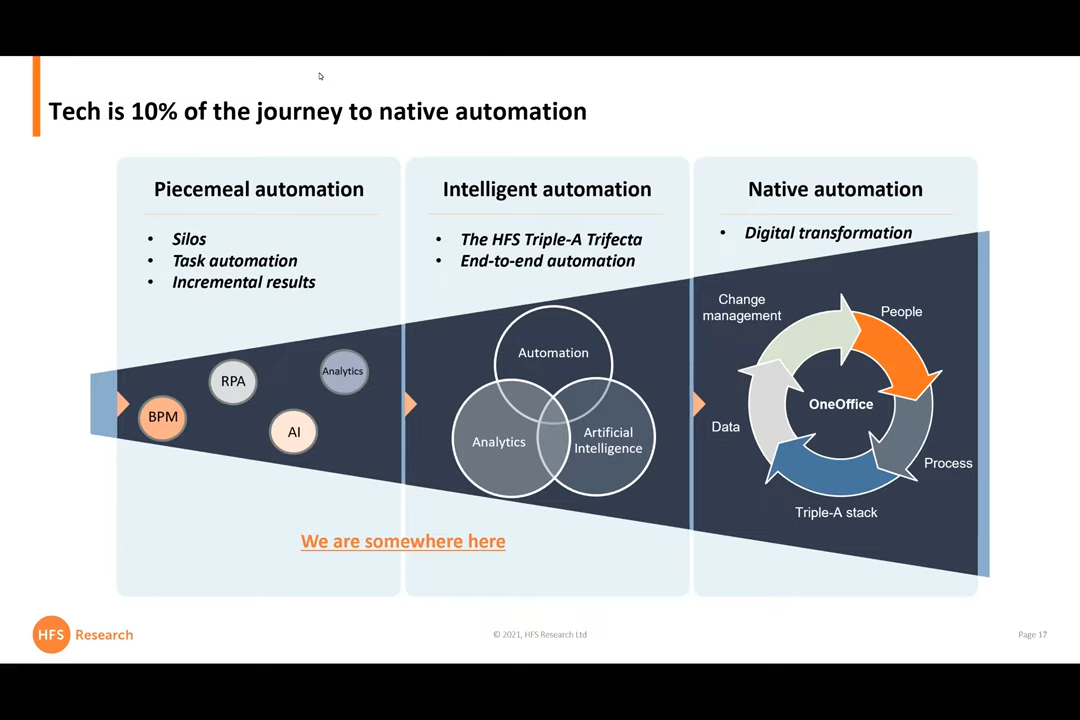 Tech is 10% of the journey to native automation
Piecemeal automation
• Silos
• Task automation
• Incremental results
BPM
RPA
AI
Analytics
Intelligent automation
• The HFS Triple-A Trifecta
• End-to-end automation
Automation
Analytics
Artificial
Intelligence
Native automation
• Digital transformation
Change
management
People
OneOffice
Data
Process
Triple-A stack
We are somewhere here
HFS Research
© 2021, HFS Research Ltd
Page 17